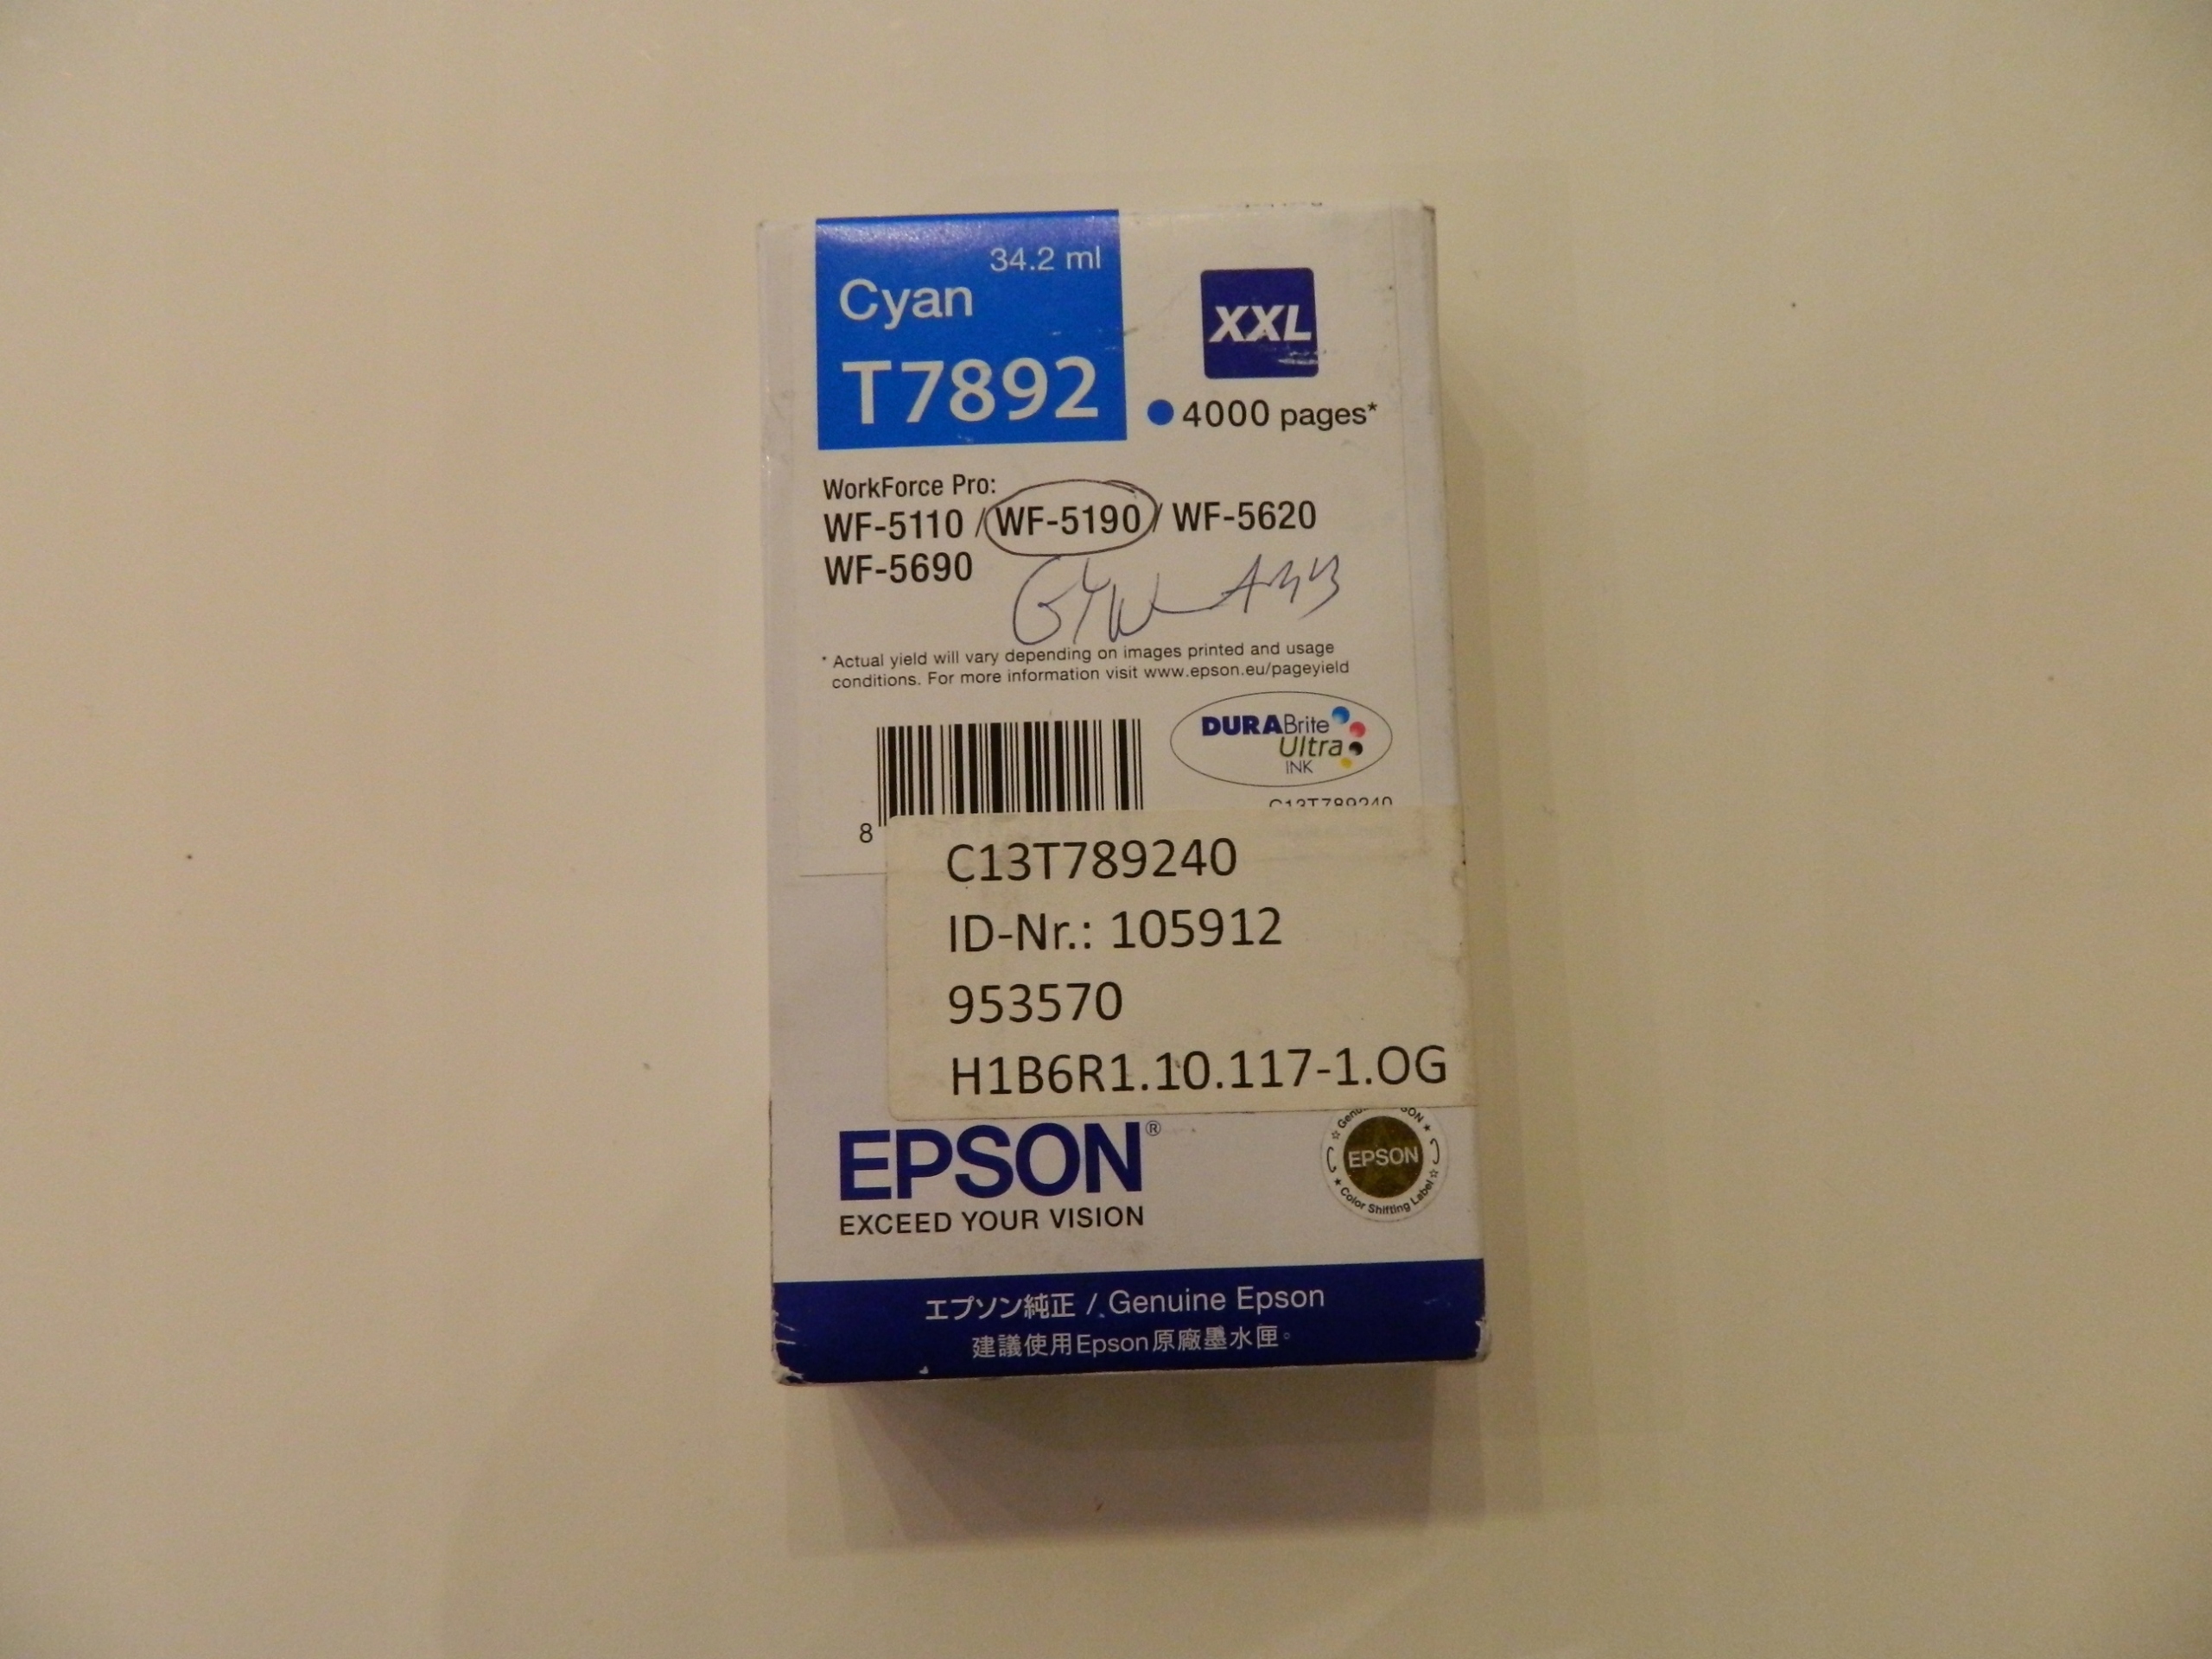 34.2 ml
Cyan
T7892
XXL
4000 pages*
WorkForce Pro:
WF-5110 / WF-5190 / WF-5620
WF-5690
* Actual yield will vary depending on images printed and usage
conditions. For more information visit www.epson.eu/pageyield
DURABrite
Ultra
INK
C13T789240
8
C13T789240
ID-Nr.: 105912
953570
H1B6R1.10.117-1.OG
EPSON®
EXCEED YOUR VISION
EPSON
Color Shifting Label
エプソン純正 / Genuine Epson
建議使用Epson原廠墨水匣。